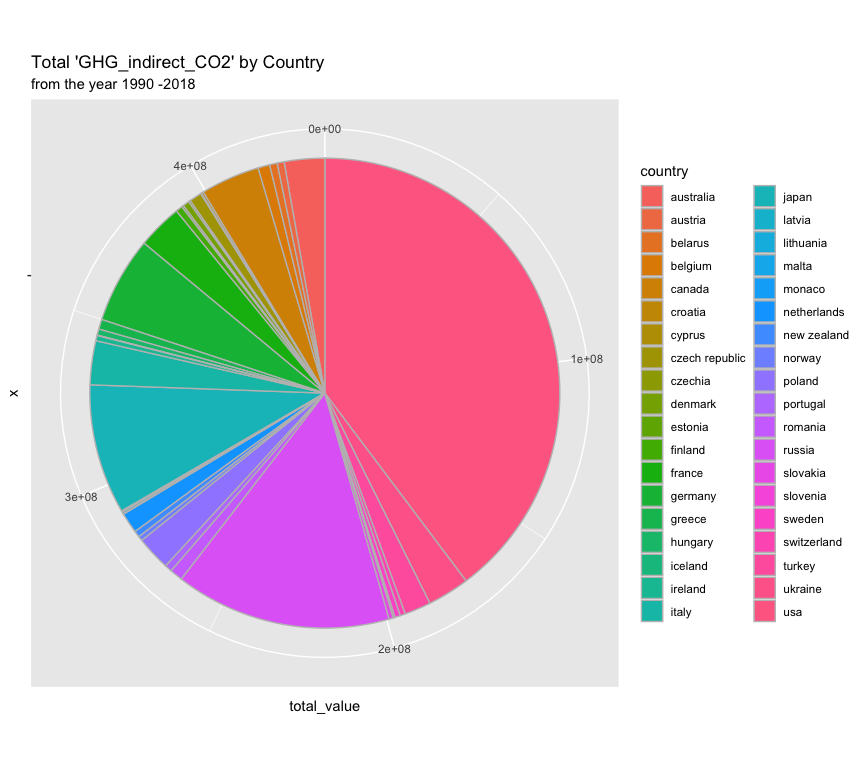 Total 'GHG_indirect_CO2' by Country
from the year 1990 -2018
0e+00
4e+08
1e+08
3e+08
2e+08
x
total_value
country
australia
austria
belarus
belgium
canada
croatia
cyprus
czech republic
czechia
denmark
estonia
finland
france
germany
greece
hungary
iceland
ireland
italy
japan
latvia
lithuania
malta
monaco
netherlands
new zealand
norway
poland
portugal
romania
russia
slovakia
slovenia
sweden
switzerland
turkey
ukraine
usa